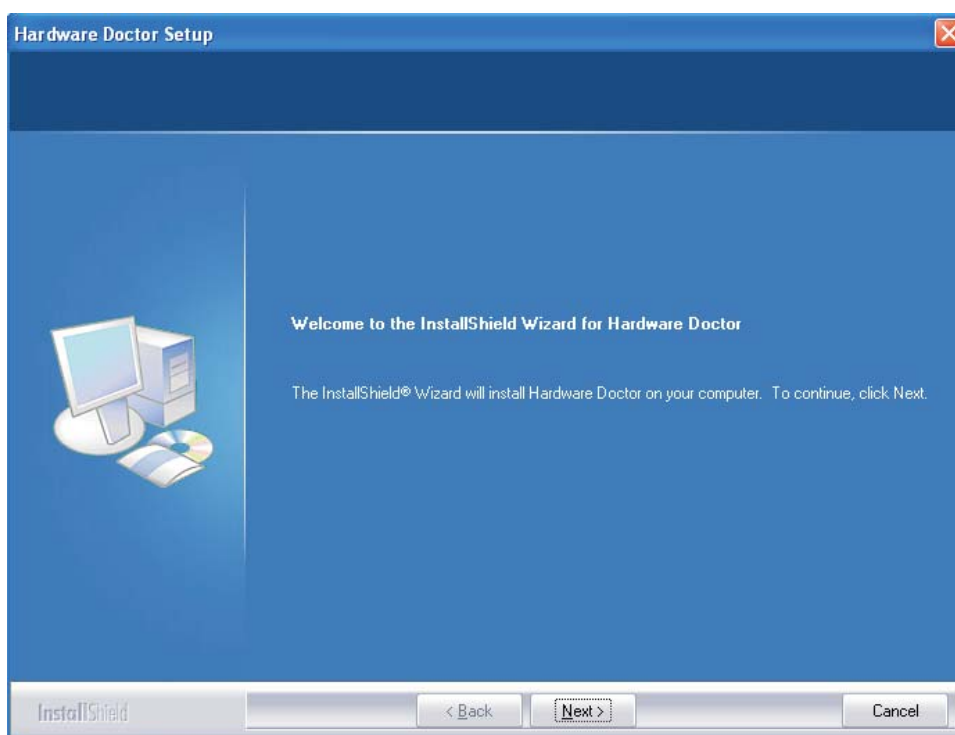 Hardware Doctor Setup
Welcome to the InstallShield Wizard for Hardware Doctor
The InstallShield® Wizard will install Hardware Doctor on your computer.  To continue, click Next.
InstallShield
< Back
Next >
Cancel